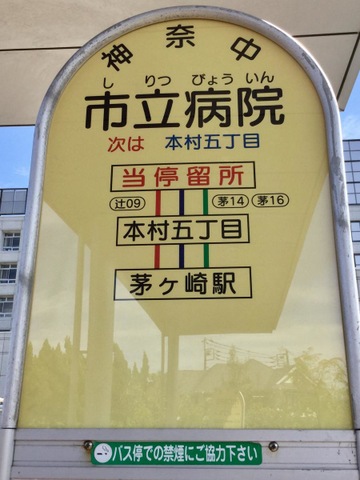 神奈中
しりつ びょういん
市立病院
次は 本村五丁目
当停留所
辻09 茅14 茅16
本村五丁目
茅ヶ崎駅
バス停での禁煙にご協力下さい